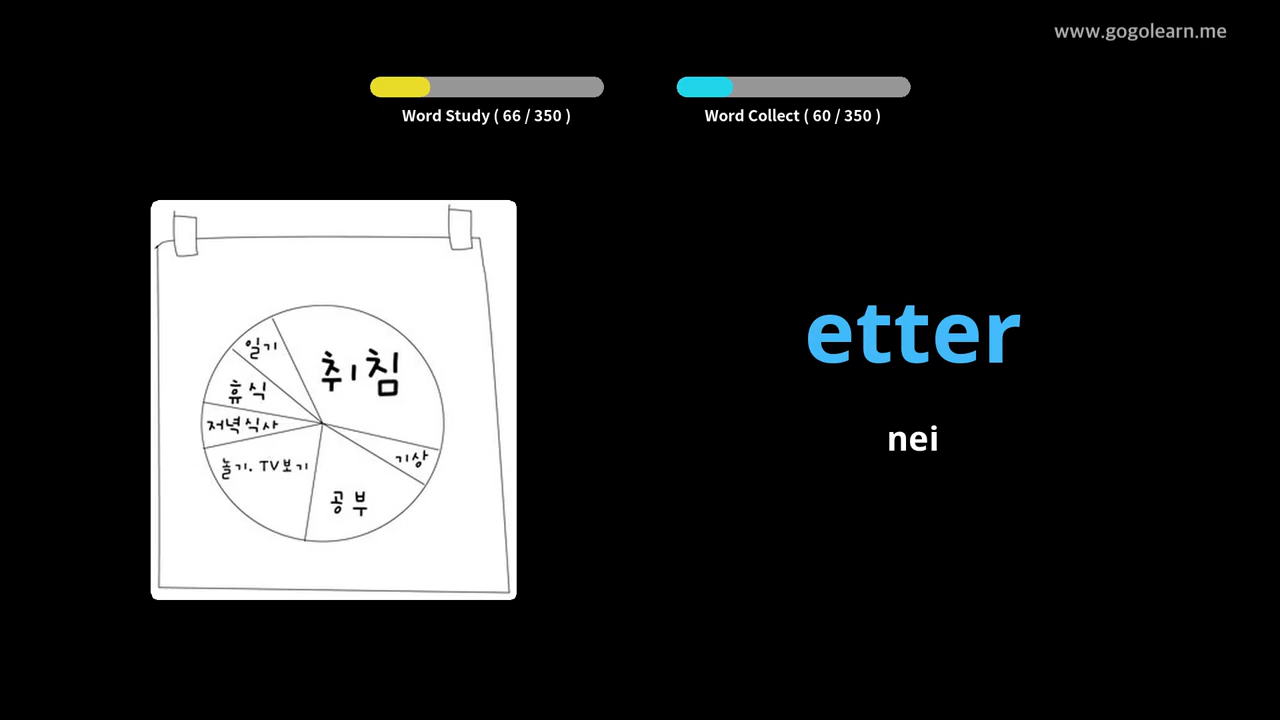 www.gogolearn.me
Word Study ( 66 / 350 )
Word Collect ( 60 / 350 )
일기
취침
휴식
저녁식사
놀기. TV보기
기상
공부
etter
nei